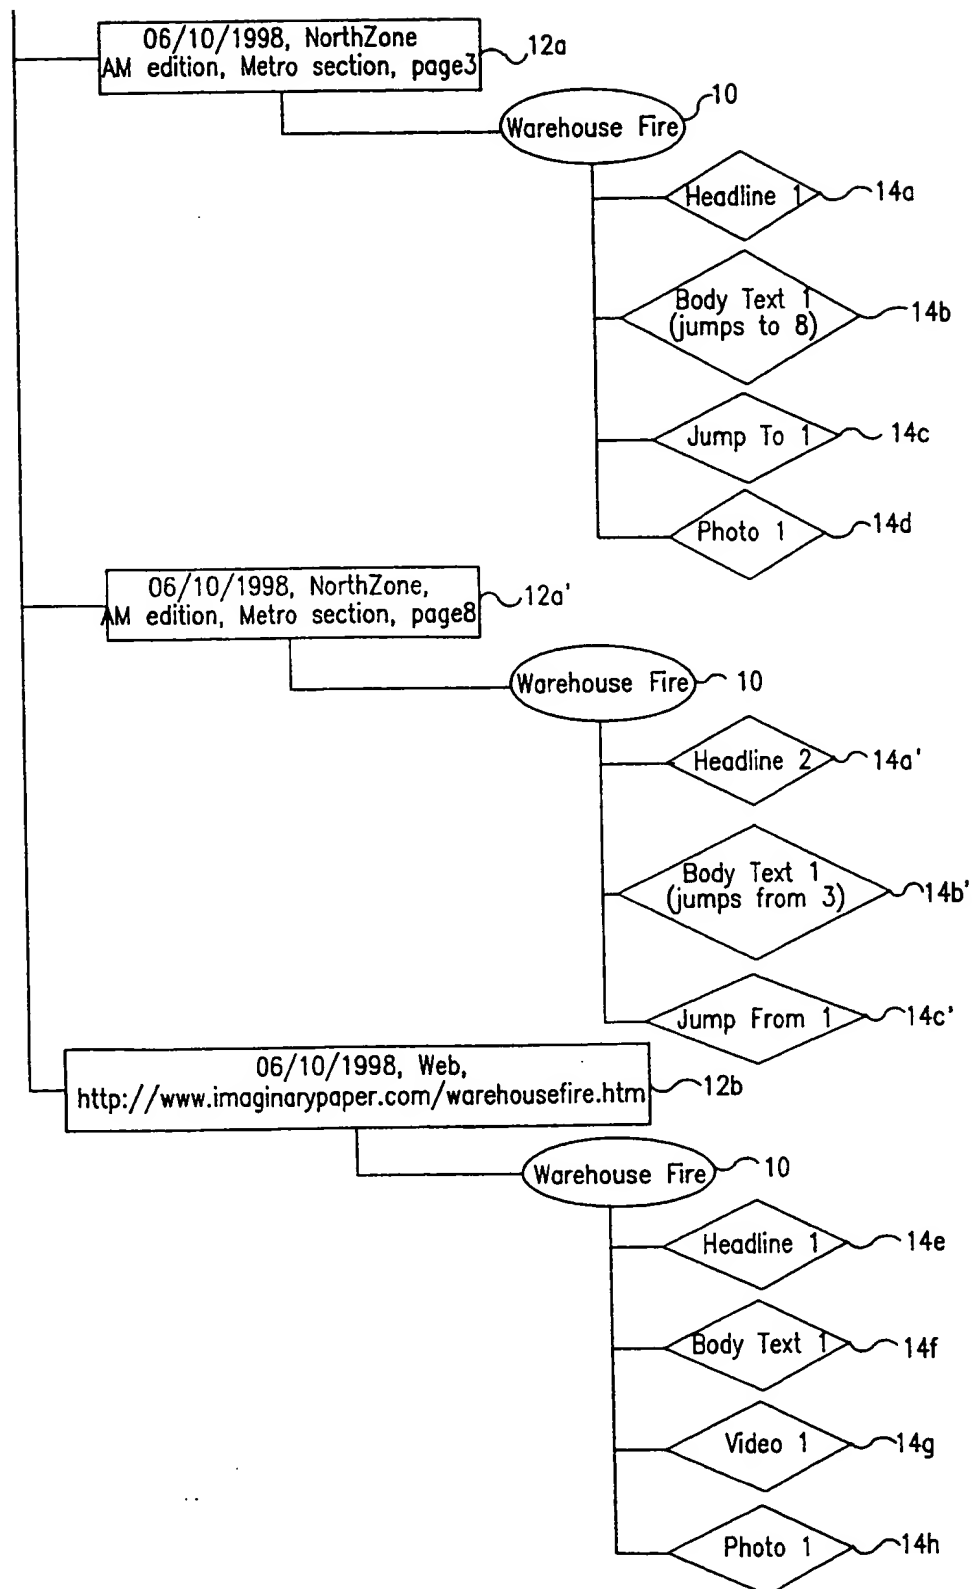 06/10/1998, NorthZone
AM edition, Metro section, page3
12a
Warehouse Fire
10
Headline 1
14a
Body Text 1
(jumps to 8)
14b
Jump To 1
14c
Photo 1
14d
06/10/1998, NorthZone,
AM edition, Metro section, page8
12a'
Warehouse Fire
10
Headline 2
14a'
Body Text 1
(jumps from 3)
14b'
Jump From 1
14c'
06/10/1998, Web,
http://www.imaginarypaper.com/warehousefire.htm
12b
Warehouse Fire
10
Headline 1
14e
Body Text 1
14f
Video 1
14g
Photo 1
14h